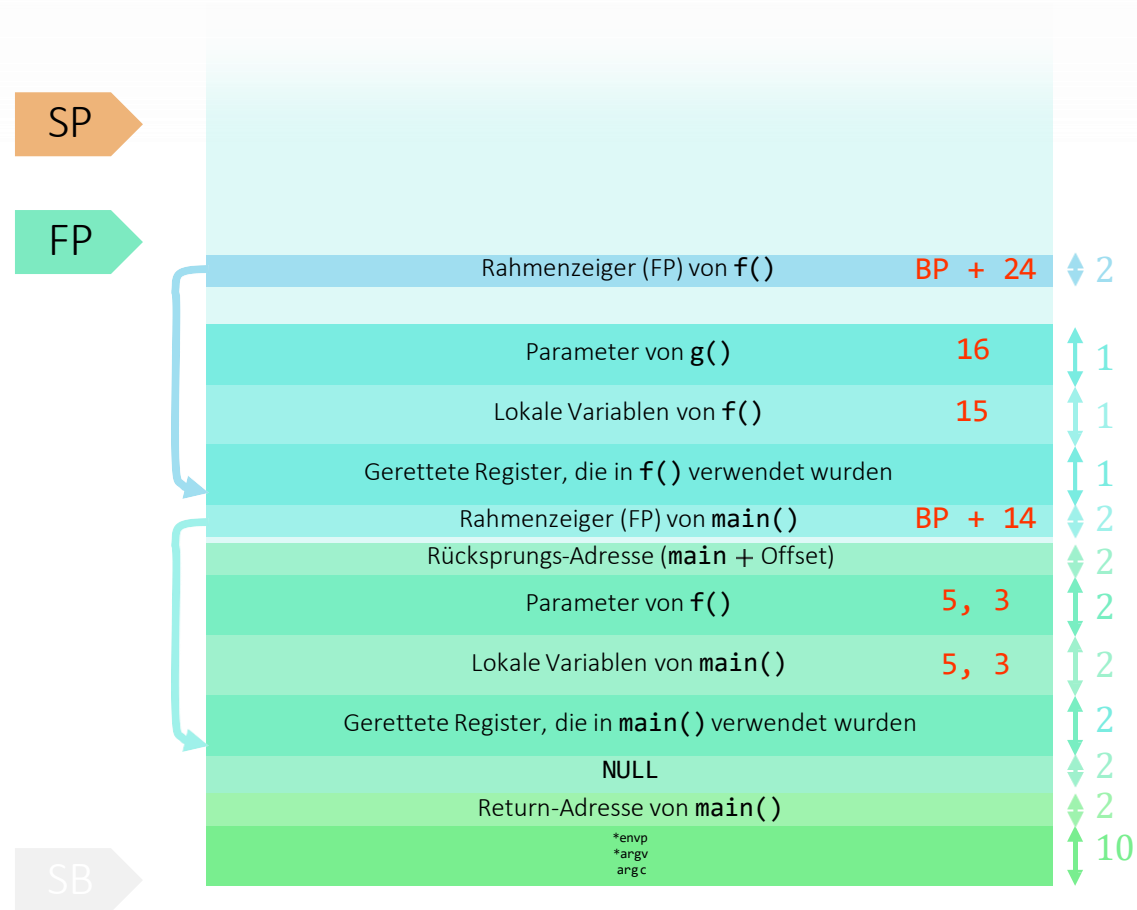 SP
FP
Rahmenzeiger (FP) von f() BP + 24 2
Parameter von g() 16 1
Lokale Variablen von f() 15 1
Gerettete Register, die in f() verwendet wurden 1
Rahmenzeiger (FP) von main() BP + 14 2
Rücksprungs-Adresse (main + Offset) 2
Parameter von f() 5, 3 2
Lokale Variablen von main() 5, 3 2
Gerettete Register, die in main() verwendet wurden 2
NULL 2
Return-Adresse von main() 2
*envp
*argv 10
argc
SB